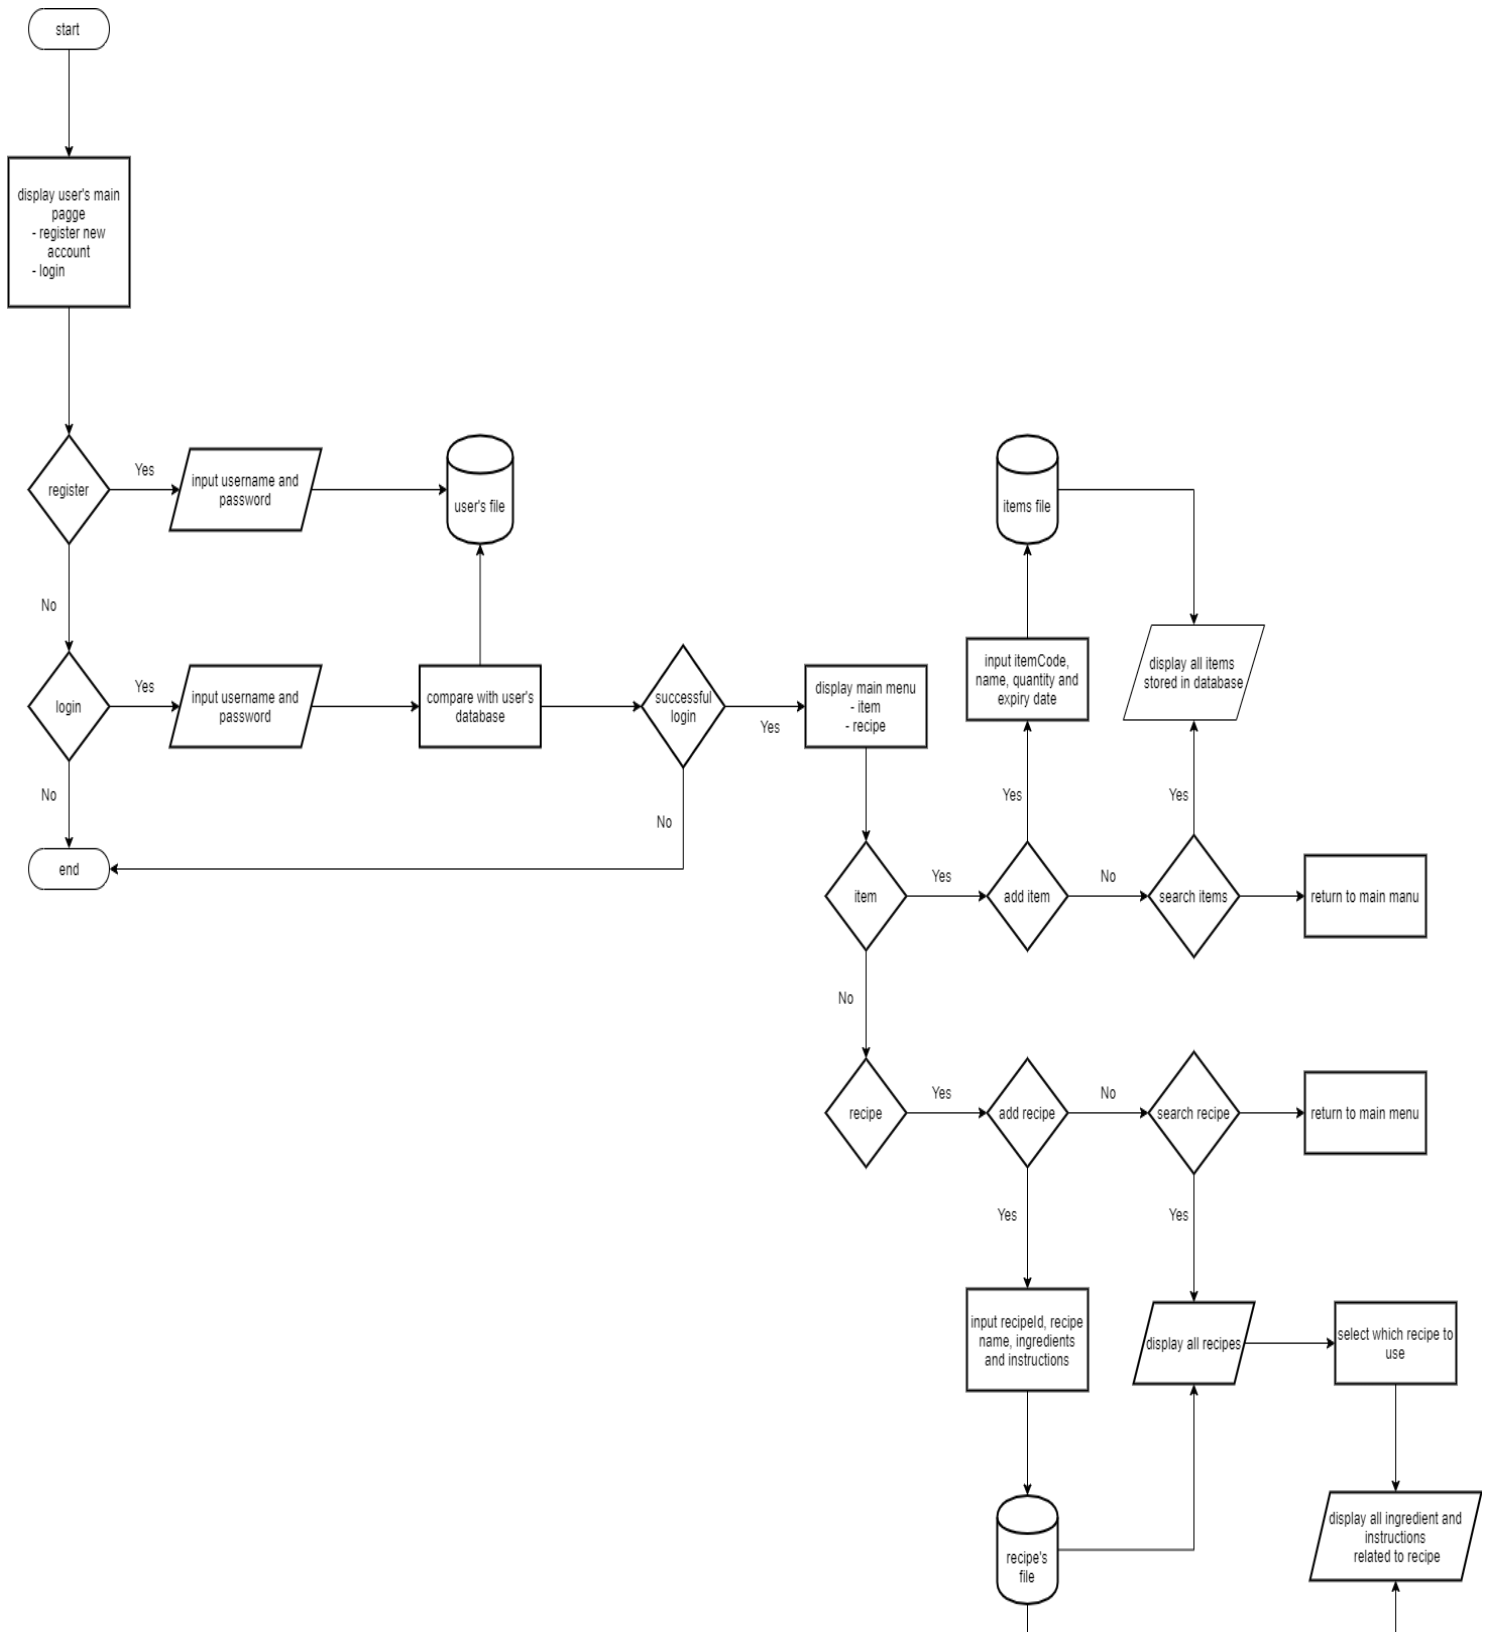 start
display user's main
pagge
- register new
account
- login
register
Yes
input username and
password
user's file
items file
No
login
Yes
input username and
password
compare with user's
database
successful
login
Yes
display main menu
- item
- recipe
input itemCode,
name, quantity and
expiry date
display all items
stored in database
No
end
No
Yes
Yes
item
Yes
add item
No
search items
return to main manu
No
recipe
Yes
add recipe
No
search recipe
return to main menu
Yes
Yes
input recipeId, recipe
name, ingredients
and instructions
display all recipes
select which recipe to
use
recipe's
file
display all ingredient and
instructions
related to recipe